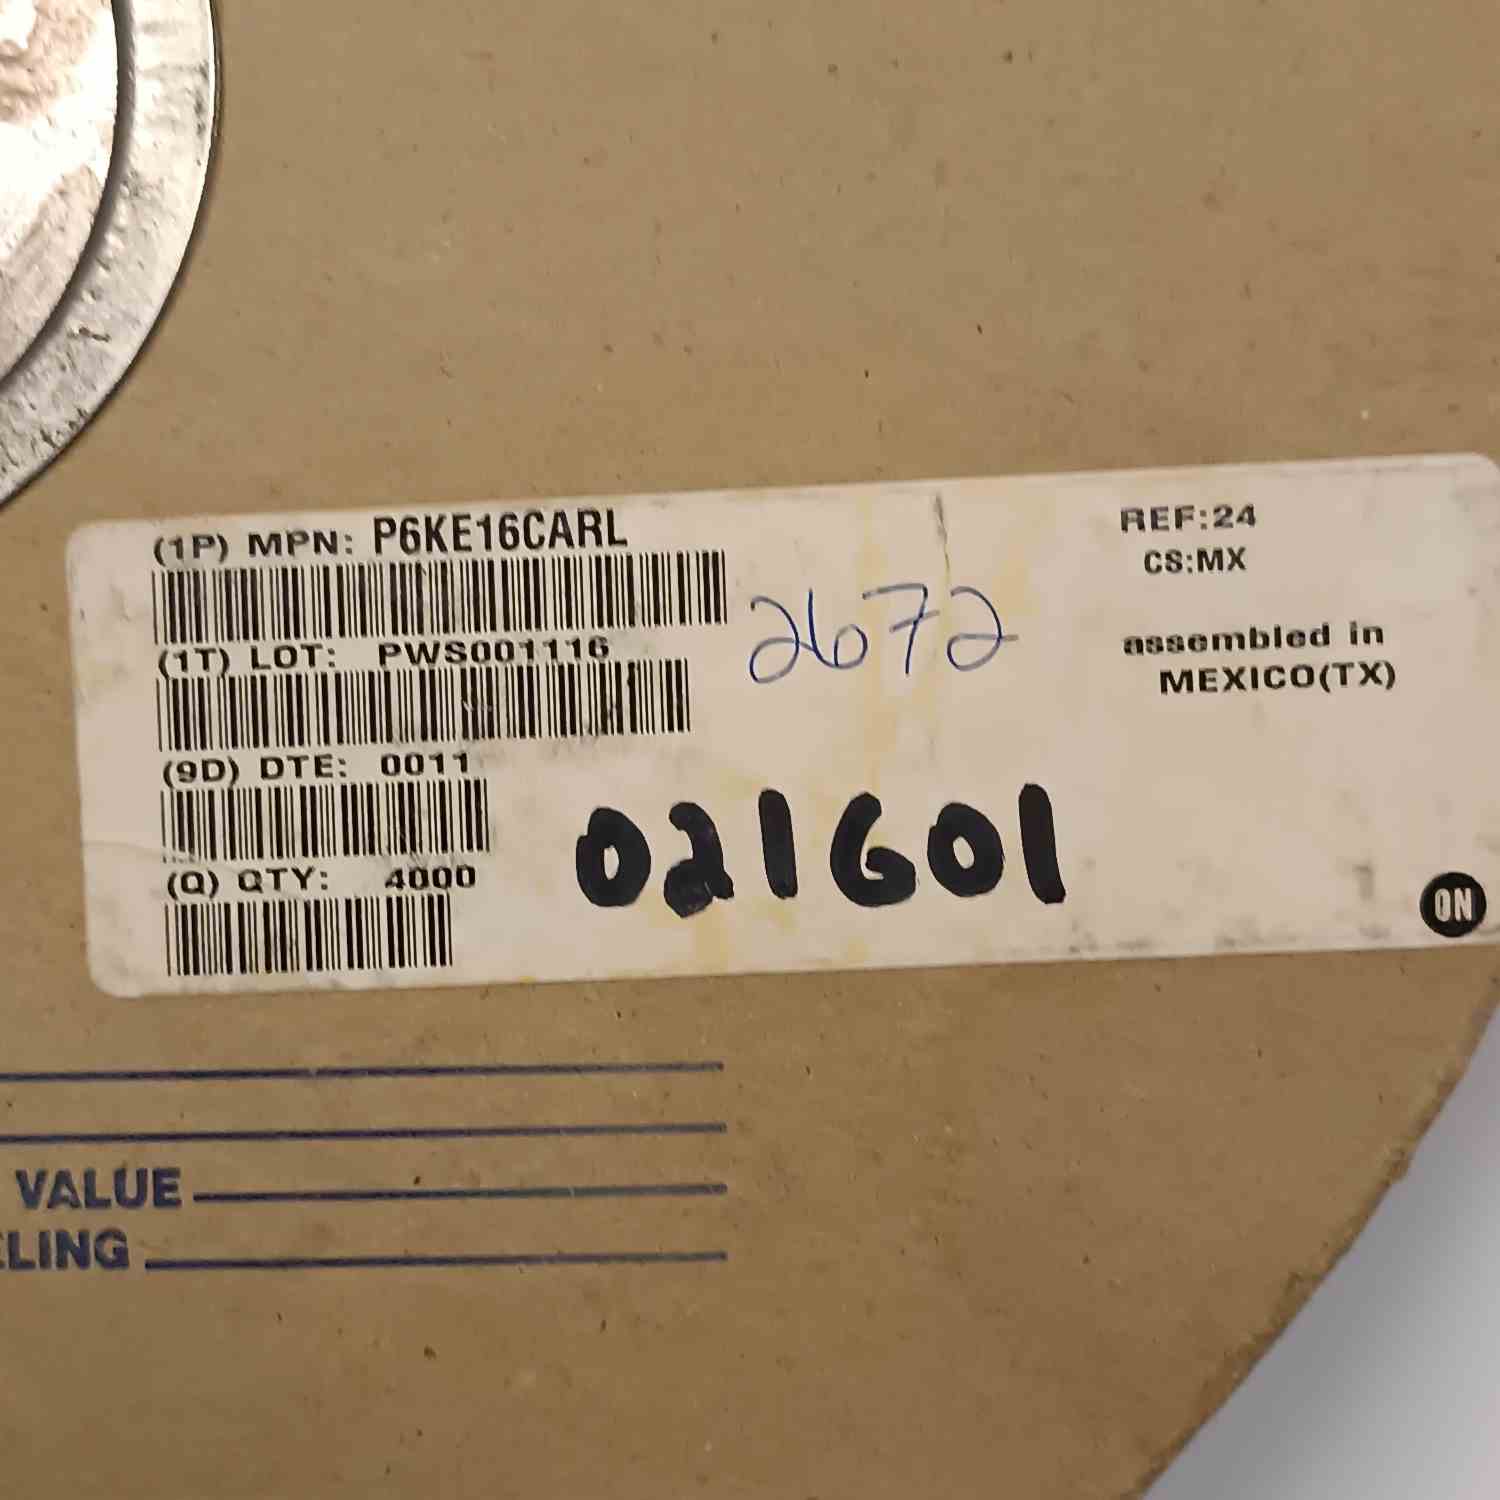 (1P) MPN: P6KE16CARL
REF:24
CS:MX
(1T) LOT: PWS001116
2672
assembled in
MEXICO(TX)
(9D) DTE: 0011
021601
(Q) QTY: 4000
ON
VALUE
LING